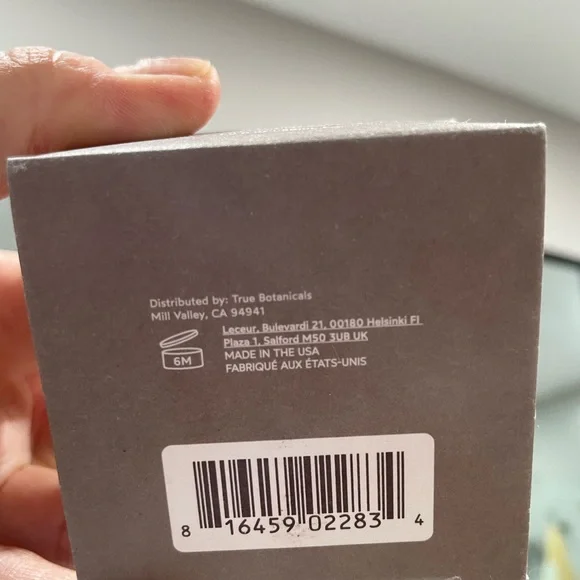 Distributed by: True Botanicals
Mill Valley, CA 94941
Leceur, Bulevardi 21, 00180 Helsinki FI
Plaza 1, Salford M50 3UB UK
6M
MADE IN THE USA
FABRIQUÉ AUX ÉTATS-UNIS
8 16459 02283 4